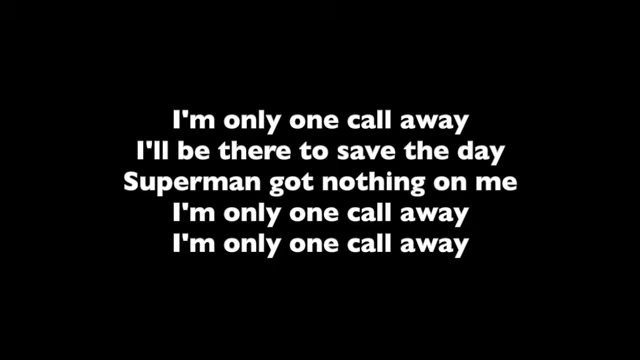 I'm only one call away
I'll be there to save the day
Superman got nothing on me
I'm only one call away
I'm only one call away